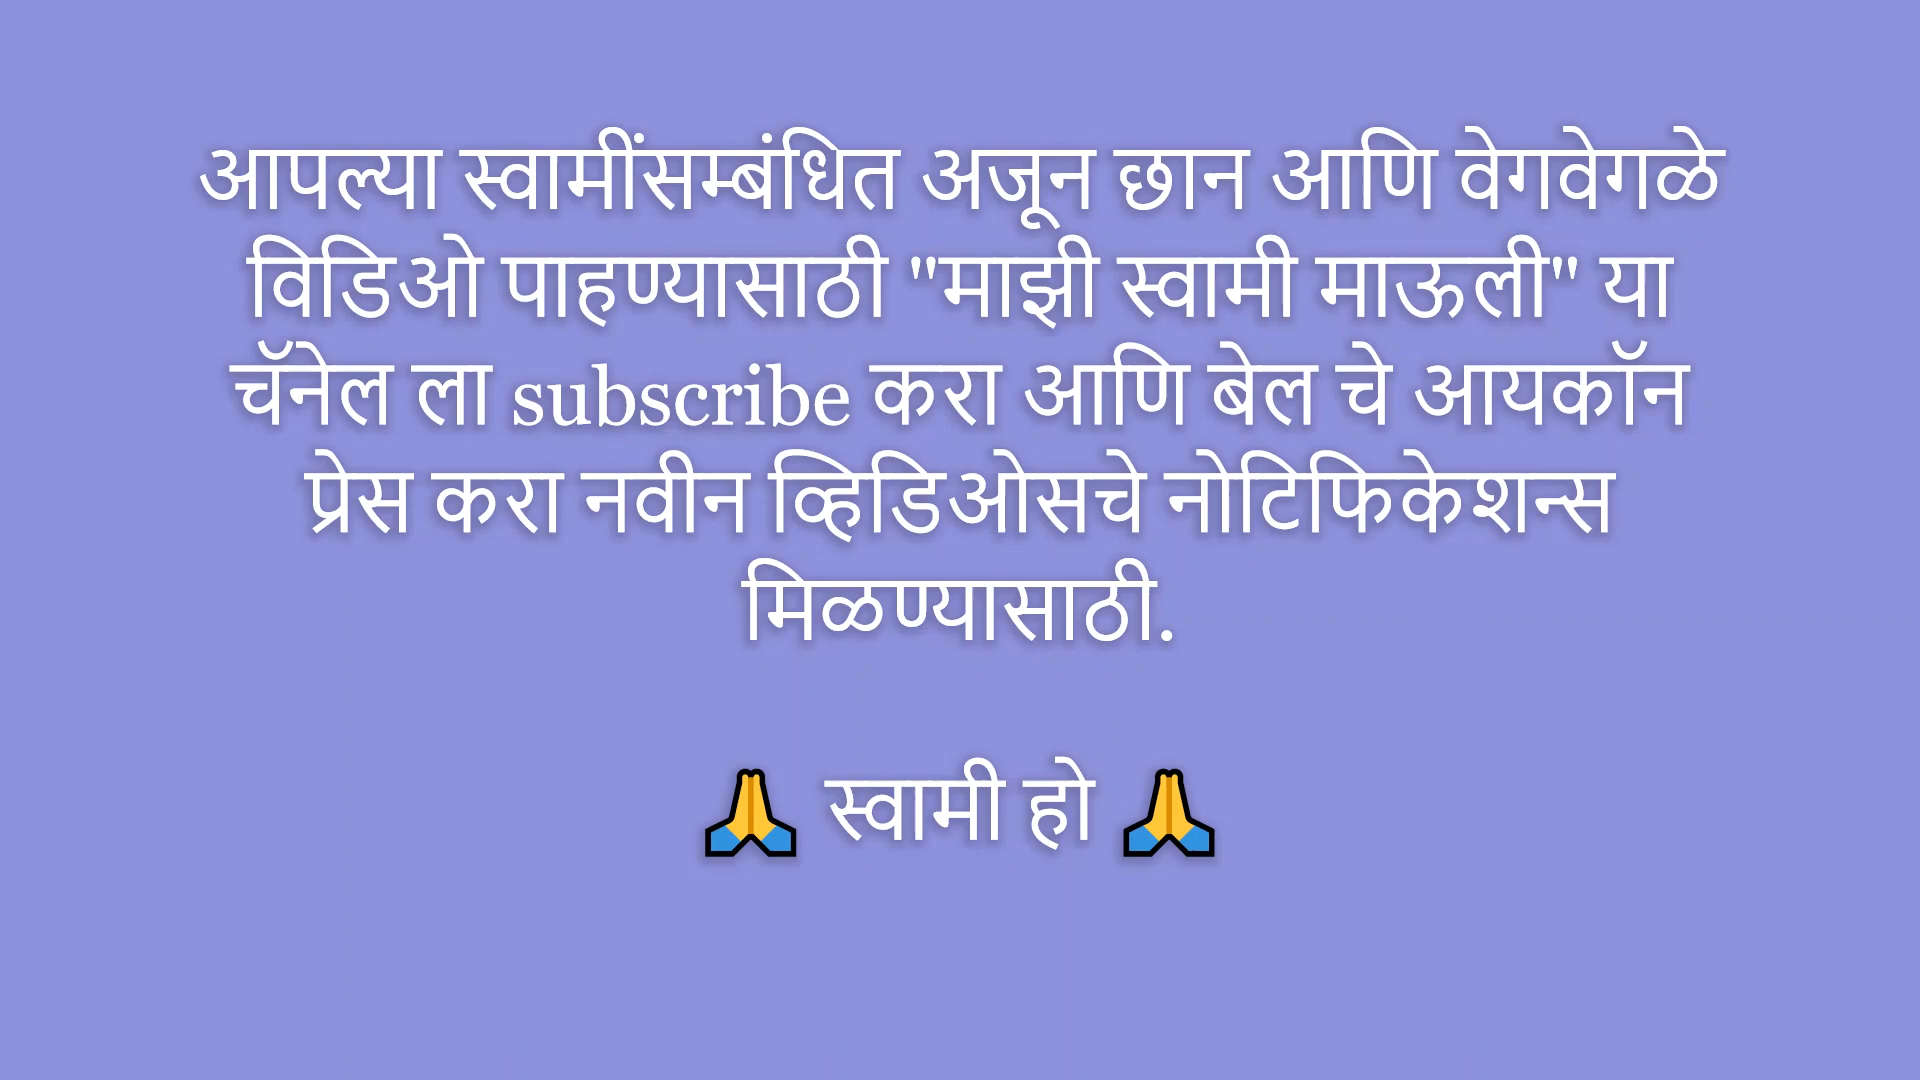 आपल्या स्वामींसम्बंधित अजून छान आणि वेगवेगळे
विडिओ पाहण्यासाठी "माझी स्वामी माऊली" या
चॅनेल ला subscribe करा आणि बेल चे आयकॉन
प्रेस करा नवीन व्हिडिओसचे नोटिफिकेशन्स
मिळण्यासाठी.
🙏 स्वामी हो 🙏